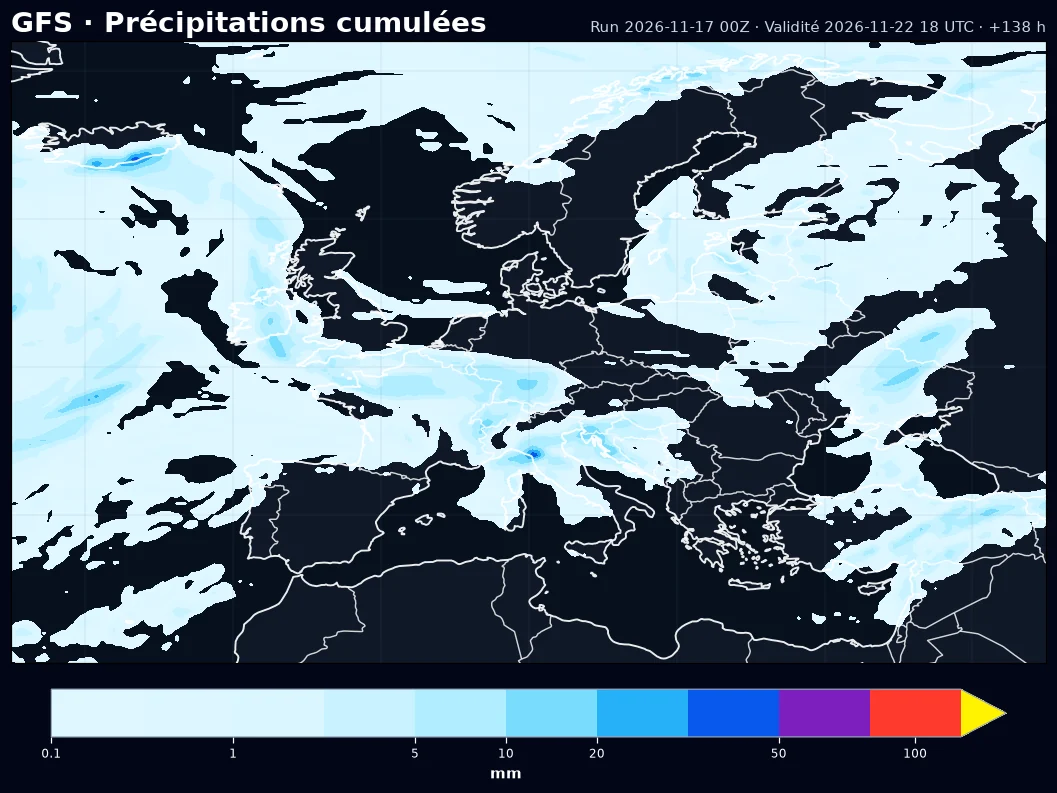 GFS · Précipitations cumulées
Run 2026-11-17 00Z · Validité 2026-11-22 18 UTC · +138 h
0.1 1 5 10 20 50 100
mm